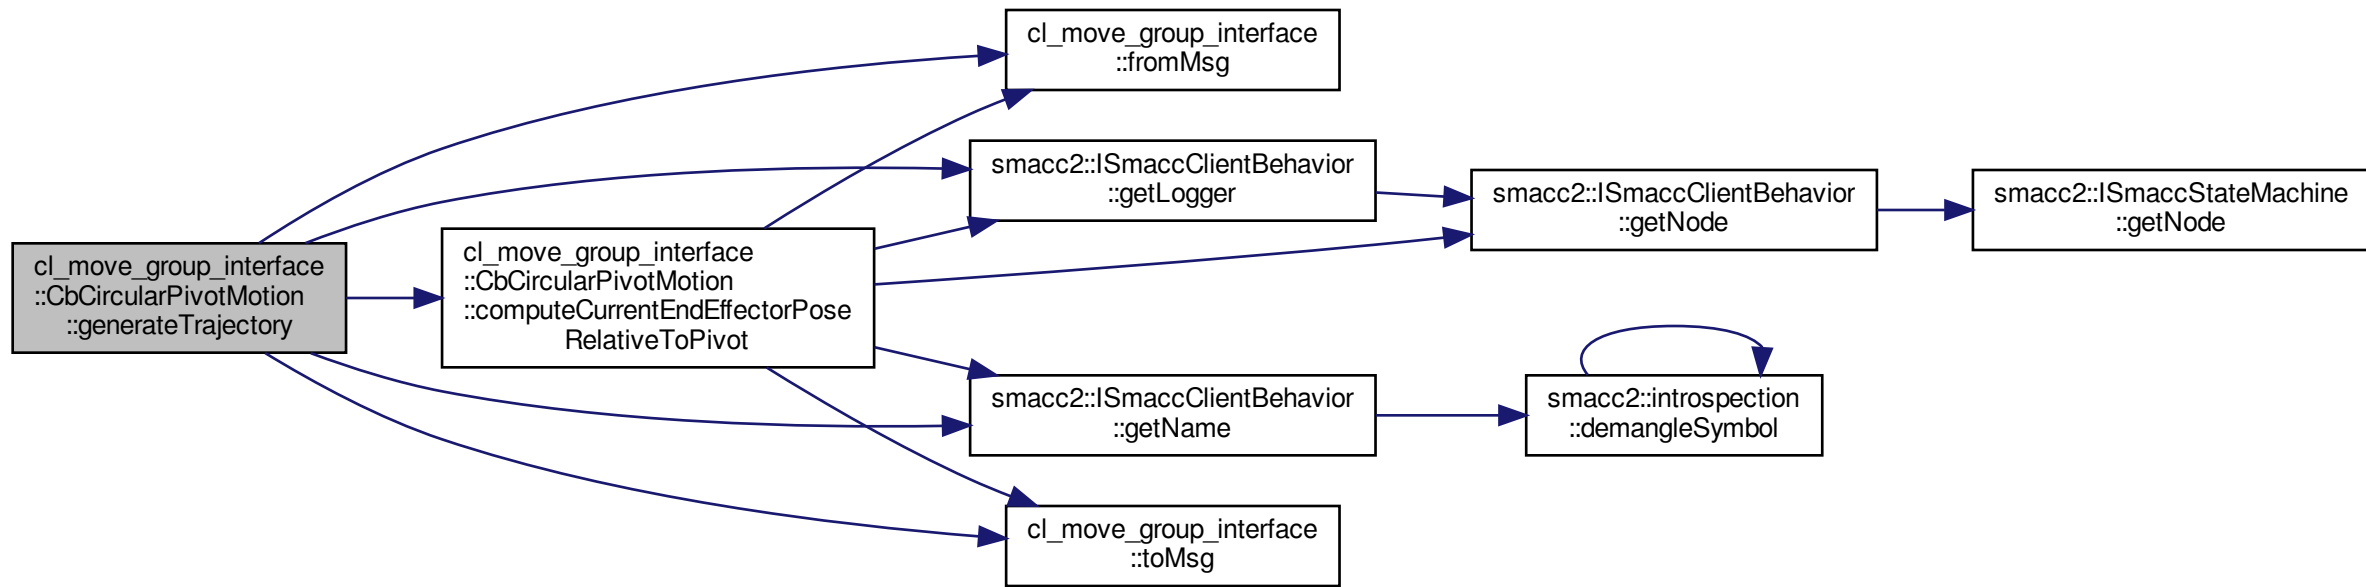 cl_move_group_interface
::CbCircularPivotMotion
::generateTrajectory
cl_move_group_interface
::CbCircularPivotMotion
::computeCurrentEndEffectorPose
RelativeToPivot
cl_move_group_interface
::fromMsg
smacc2::ISmaccClientBehavior
::getLogger
smacc2::ISmaccClientBehavior
::getName
cl_move_group_interface
::toMsg
smacc2::ISmaccClientBehavior
::getNode
smacc2::introspection
::demangleSymbol
smacc2::ISmaccStateMachine
::getNode